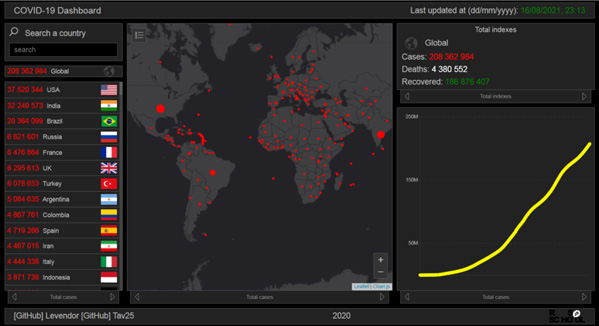 COVID-19 Dashboard
Last updated at (dd/mm/yyyy): 16/08/2021, 23:13
Search a country
search
208 362 984 Global
37 520 344 USA
32 249 573 India
20 364 099 Brazil
6 621 601 Russia
6 476 864 France
6 295 613 UK
6 078 653 Turkey
5 084 635 Argentina
4 867 761 Colombia
4 719 266 Spain
4 467 015 Iran
4 444 338 Italy
3 871 738 Indonesia
Total cases
+
−
Leaflet | Chart.js
Total cases
Total indexes
Global
Cases: 208 362 984
Deaths: 4 380 552
Recovered: 186 876 407
Total indexes
200M
150M
50M
Total cases
[GitHub] Levendor [GitHub] Tav25
2020